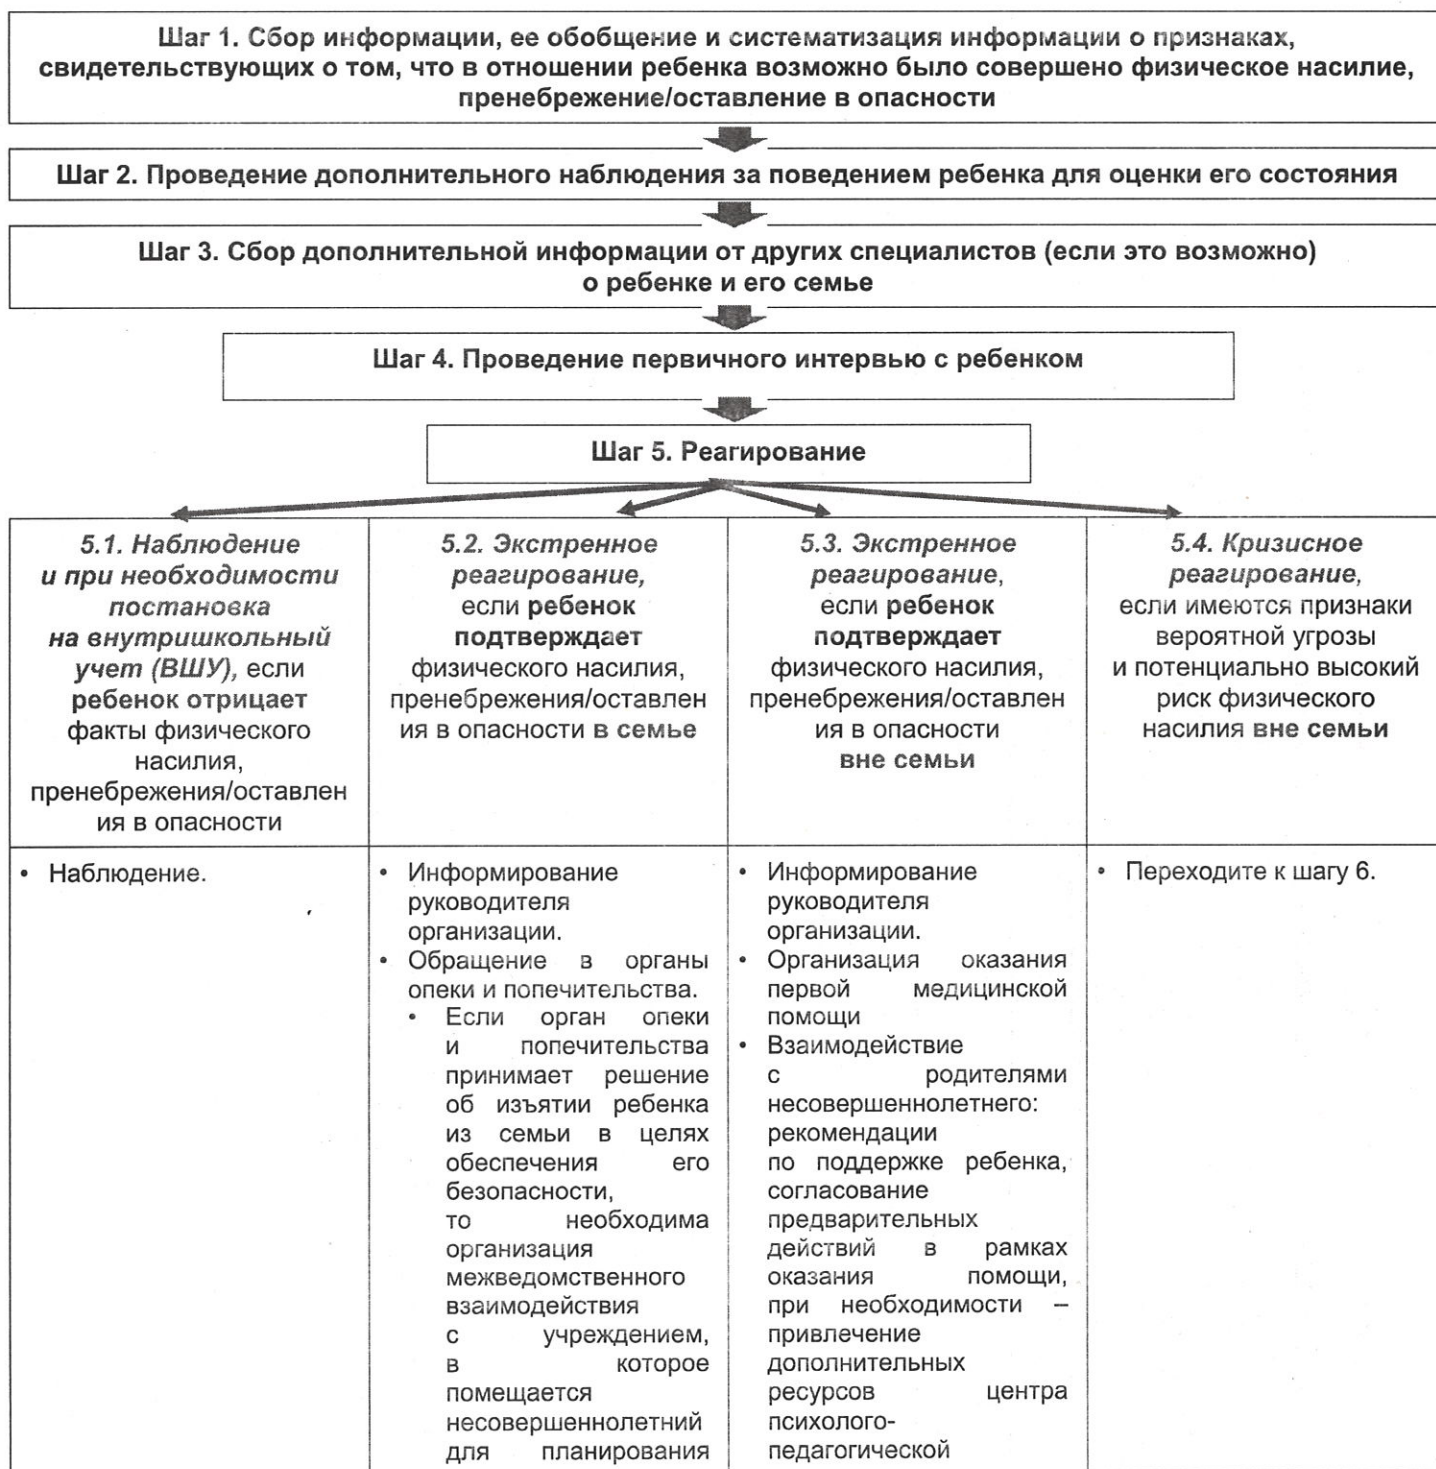 Шаг 1. Сбор информации, ее обобщение и систематизация информации о признаках,
свидетельствующих о том, что в отношении ребенка возможно было совершено физическое насилие,
пренебрежение/оставление в опасности
Шаг 2. Проведение дополнительного наблюдения за поведением ребенка для оценки его состояния
Шаг 3. Сбор дополнительной информации от других специалистов (если это возможно)
о ребенке и его семье
Шаг 4. Проведение первичного интервью с ребенком
Шаг 5. Реагирование
5.1. Наблюдение
и при необходимости
постановка
на внутришкольный
учет (ВШУ), если
ребенок отрицает
факты физического
насилия,
пренебрежения/оставлен
ия в опасности
5.2. Экстренное
реагирование,
если ребенок
подтверждает
физического насилия,
пренебрежения/оставлен
ия в опасности в семье
5.3. Экстренное
реагирование,
если ребенок
подтверждает
физического насилия,
пренебрежения/оставлен
ия в опасности
вне семьи
5.4. Кризисное
реагирование,
если имеются признаки
вероятной угрозы
и потенциально высокий
риск физического
насилия вне семьи
• Наблюдение.
• Информирование
руководителя
организации.
• Обращение в органы
опеки и попечительства.
• Если орган опеки
и попечительства
принимает решение
об изъятии ребенка
из семьи в целях
обеспечения его
безопасности,
то необходима
организация
межведомственного
взаимодействия
с учреждением,
в которое
помещается
несовершеннолетний
для планирования
• Информирование
руководителя
организации.
• Организация оказания
первой медицинской
помощи
• Взаимодействие
с родителями
несовершеннолетнего:
рекомендации
по поддержке ребенка,
согласование
предварительных
действий в рамках
оказания помощи,
при необходимости –
привлечение
дополнительных
ресурсов центра
психолого-
педагогической
• Переходите к шагу 6.